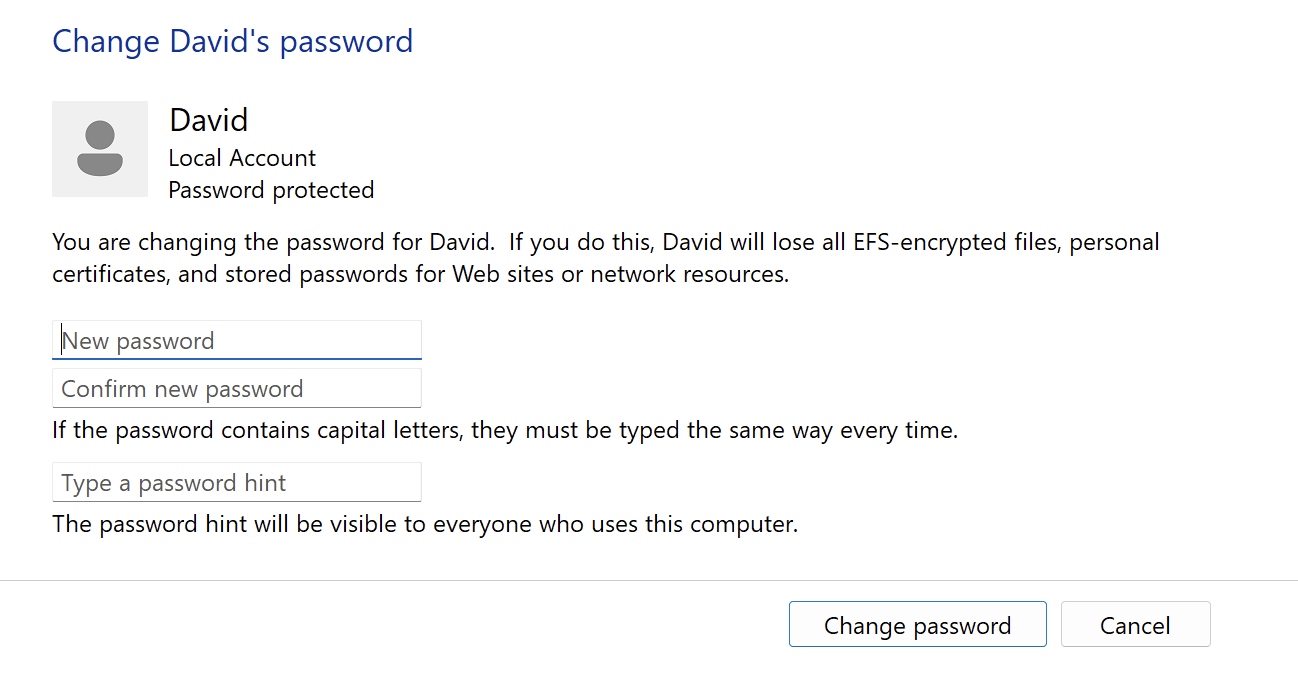 Change David's password
David
Local Account
Password protected
You are changing the password for David.  If you do this, David will lose all EFS-encrypted files, personal
certificates, and stored passwords for Web sites or network resources.
New password
Confirm new password
If the password contains capital letters, they must be typed the same way every time.
Type a password hint
The password hint will be visible to everyone who uses this computer.
Change password
Cancel